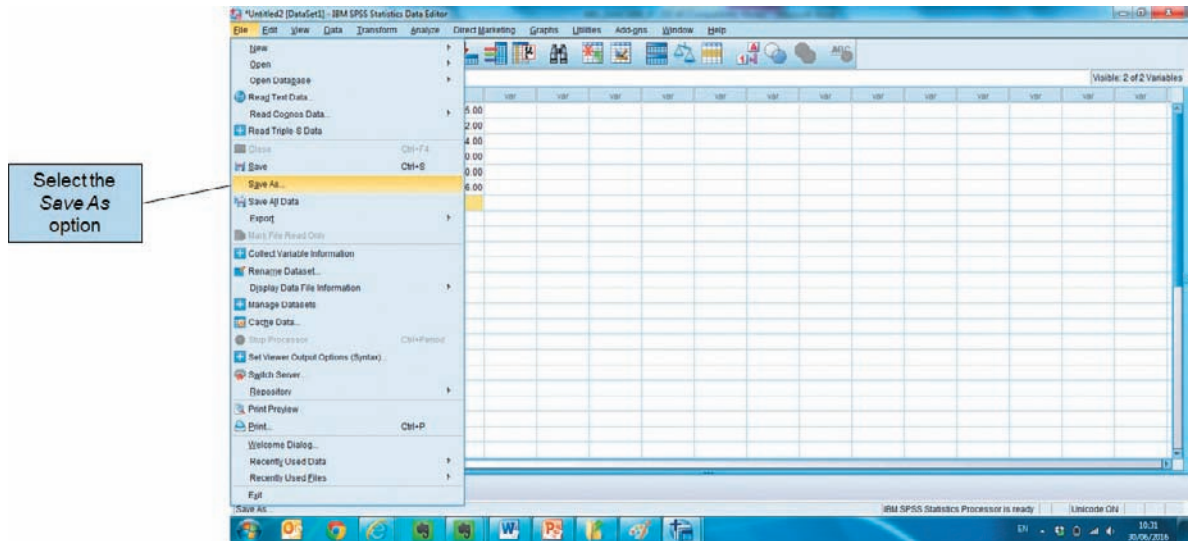 *Untitled2 [DataSet1] - IBM SPSS Statistics Data Editor
File Edit View Data Transform Analyze Direct Marketing Graphs Utilities Add-ons Window Help
Visible: 2 of 2 Variables
var var var var var var var var var var var var var
New
Open
Open Database
Read Text Data...
Read Cognos Data...
Read Triple-S Data
Close Ctrl+F4
Save Ctrl+S
Save As...
Save All Data
Export
Mark File Read Only
Collect Variable Information
Rename Dataset...
Display Data File Information
Manage Datasets
Cache Data...
Stop Processor Ctrl+Period
Set Viewer Output Options (Syntax)
Switch Server...
Repository
Print Preview
Print... Ctrl+P
Welcome Dialog...
Recently Used Data
Recently Used Files
Exit
5.00
2.00
4.00
0.00
0.00
6.00
Select the
Save As
option
Save As...
IBM SPSS Statistics Processor is ready Unicode:ON
EN
10:31
30/06/2016